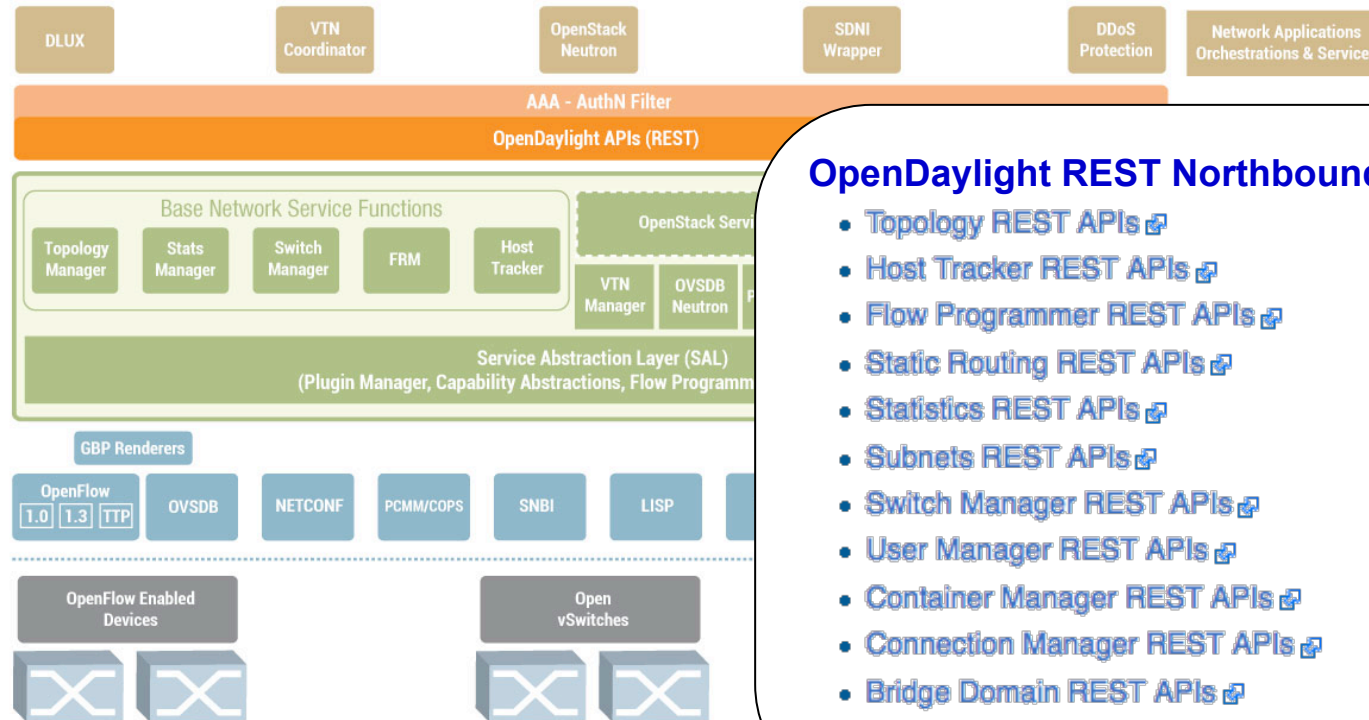 DLUX
VTN
Coordinator
OpenStack
Neutron
SDNI
Wrapper
DDoS
Protection
Network Applications
Orchestrations & Service
AAA - AuthN Filter
OpenDaylight APIs (REST)
Base Network Service Functions
Topology
Manager
Stats
Manager
Switch
Manager
FRM
Host
Tracker
OpenStack Servi
VTN
Manager
OVSDB
Neutron
P
Service Abstraction Layer (SAL)
(Plugin Manager, Capability Abstractions, Flow Programm
GBP Renderers
OpenFlow
1.0 1.3 TTP
OVSDB
NETCONF
PCMM/COPS
SNBI
LISP
OpenFlow Enabled
Devices
Open
vSwitches
OpenDaylight REST Northbound
• Topology REST APIs
• Host Tracker REST APIs
• Flow Programmer REST APIs
• Static Routing REST APIs
• Statistics REST APIs
• Subnets REST APIs
• Switch Manager REST APIs
• User Manager REST APIs
• Container Manager REST APIs
• Connection Manager REST APIs
• Bridge Domain REST APIs